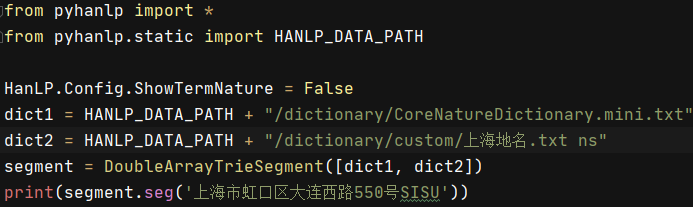 from pyhanlp import *
from pyhanlp.static import HANLP_DATA_PATH
HanLP.Config.ShowTermNature = False
dict1 = HANLP_DATA_PATH + "/dictionary/CoreNatureDictionary.mini.txt"
dict2 = HANLP_DATA_PATH + "/dictionary/custom/上海地名.txt ns"
segment = DoubleArrayTrieSegment([dict1, dict2])
print(segment.seg('上海市虹口区大连西路550号SISU'))